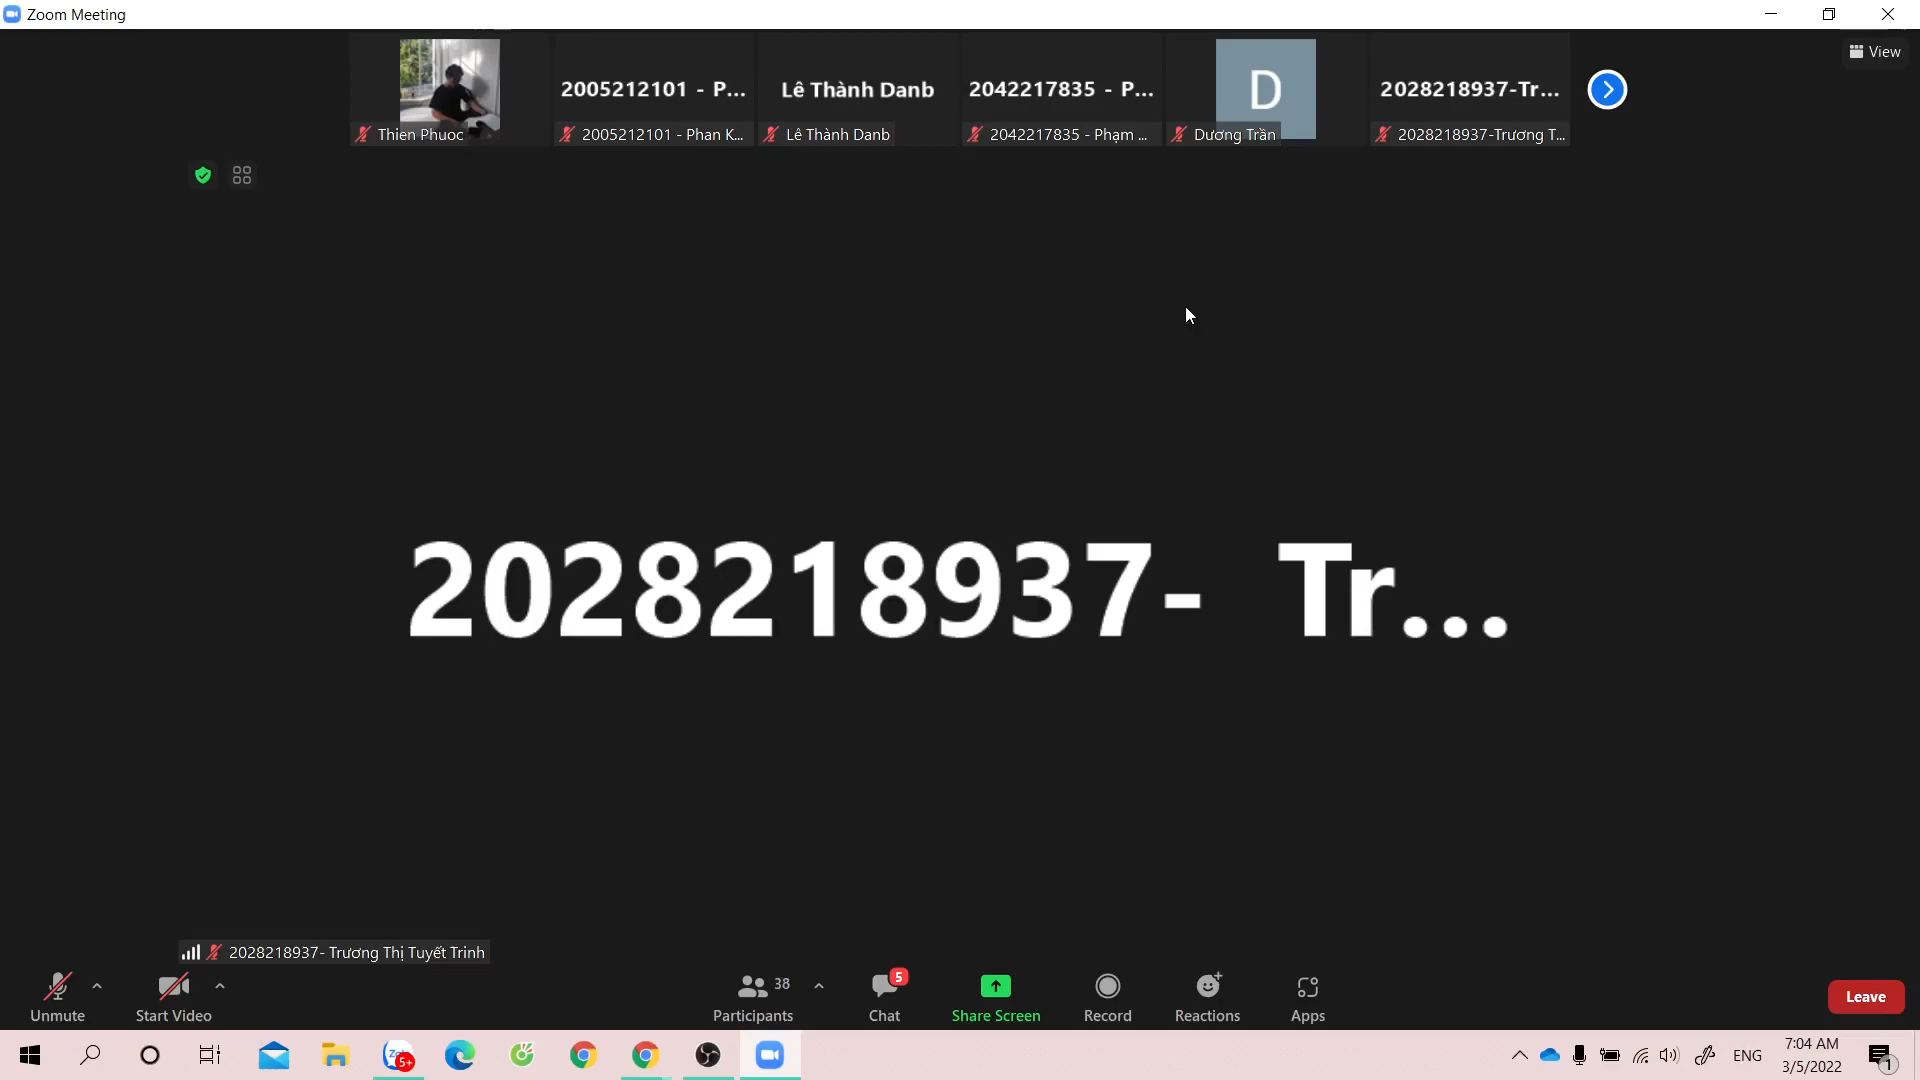 Zoom Meeting
View
2005212101 - P...
Lê Thành Danb
2042217835 - P...
D
2028218937-Tr...
Thien Phuoc
2005212101 - Phan K...
Lê Thành Danb
2042217835 - Phạm ...
Dương Trần
2028218937-Trương T...
2028218937- Tr...
2028218937- Trương Thị Tuyết Trinh
38
5
Unmute
Start Video
Participants
Chat
Share Screen
Record
Reactions
Apps
Leave
5+
ENG
7:04 AM
3/5/2022
1